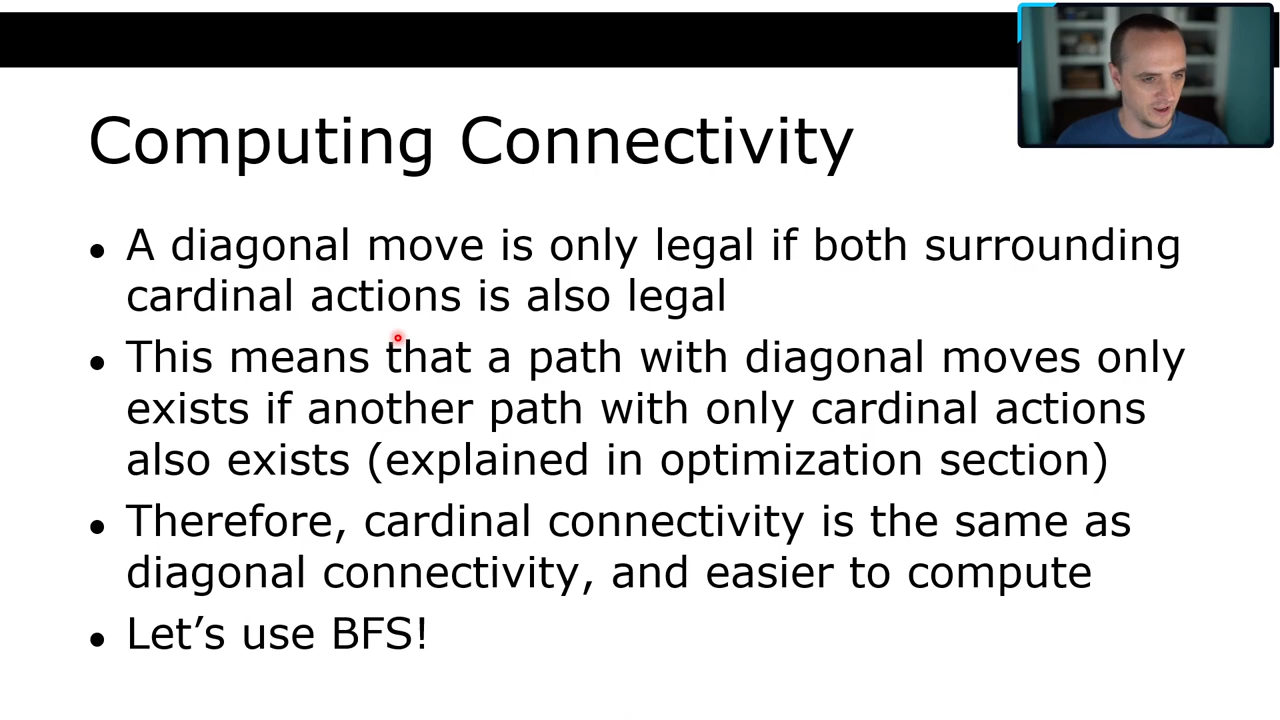 Computing Connectivity
• A diagonal move is only legal if both surrounding
cardinal actions is also legal
• This means that a path with diagonal moves only
exists if another path with only cardinal actions
also exists (explained in optimization section)
• Therefore, cardinal connectivity is the same as
diagonal connectivity, and easier to compute
• Let’s use BFS!